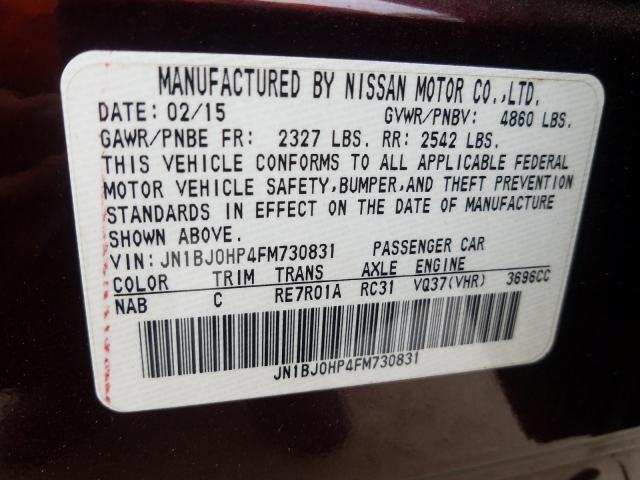 MANUFACTURED BY NISSAN MOTOR CO.,LTD.
DATE: 02/15 GVWR/PNBV: 4860 LBS.
GAWR/PNBE FR: 2327 LBS. RR: 2542 LBS.
THIS VEHICLE CONFORMS TO ALL APPLICABLE FEDERAL
MOTOR VEHICLE SAFETY,BUMPER,AND THEFT PREVENTION
STANDARDS IN EFFECT ON THE DATE OF MANUFACTURE
SHOWN ABOVE.
VIN:JN1BJ0HP4FM730831 PASSENGER CAR
COLOR TRIM TRANS AXLE ENGINE
NAB C RE7R01A RC31 VQ37(VHR) 3696CC
JN1BJ0HP4FM730831